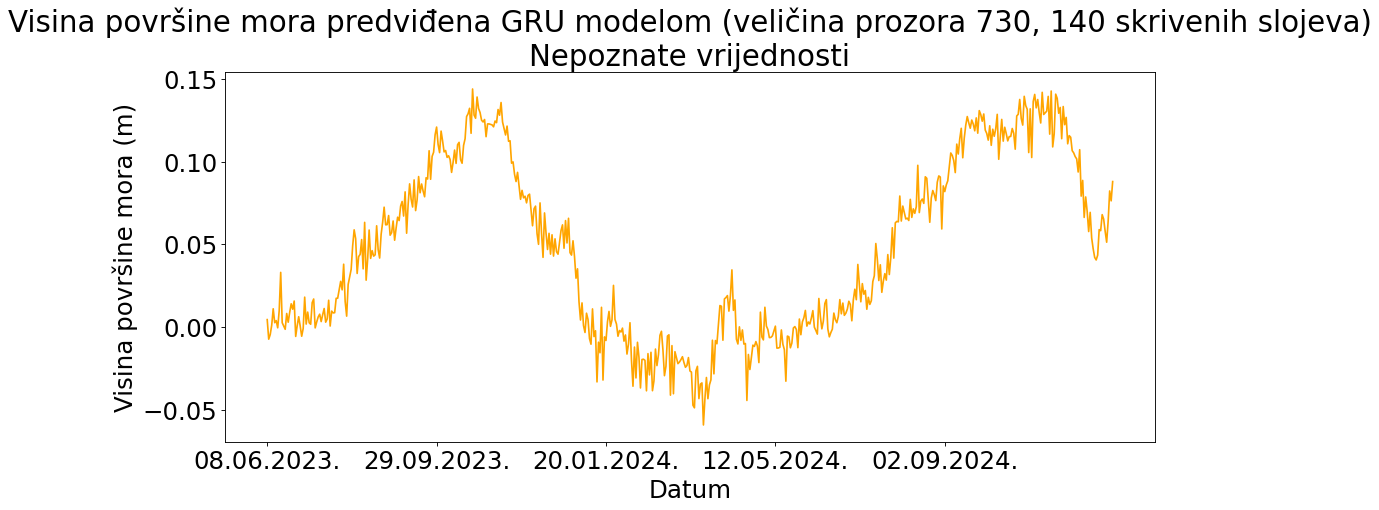 Visina površine mora predviđena GRU modelom (veličina prozora 730, 140 skrivenih slojeva)
Nepoznate vrijednosti
Visina površine mora (m)
0.15
0.10
0.05
0.00
−0.05
08.06.2023.
29.09.2023.
20.01.2024.
12.05.2024.
02.09.2024.
Datum